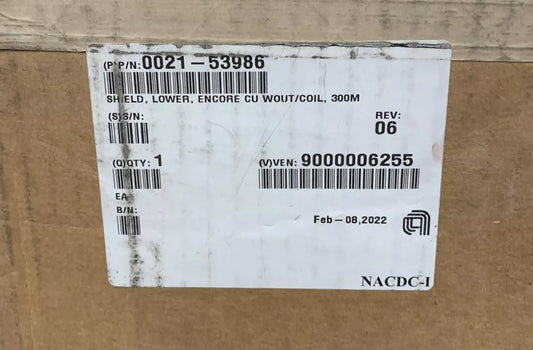 (P)P/N: 0021-53986
SHIELD, LOWER, ENCORE CU WOUT/COIL, 300M
(S)S/N:
REV:
06
(Q)QTY: 1
(V)VEN: 9000006255
EA
B/N:
Feb-08,2022
NACDC-I